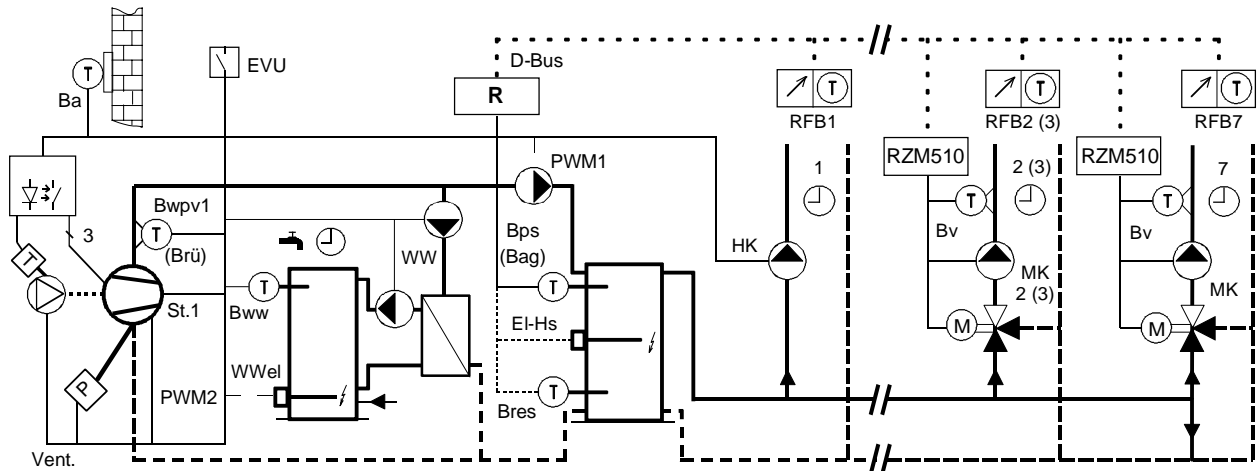 EVU
D-Bus
T
Ba
R
T
T
T
RFB1
RFB2 (3)
RFB7
PWM1
RZM510
RZM510
1
2 (3)
7
3
Bwpv1
T
(Brü)
T
T
T
WW
Bps
(Bag)
HK
Bv
Bv
St.1
T
Bww
T
MK
2 (3)
MK
El-Hs
M
M
P
WWel
PWM2
T
Bres
Vent.